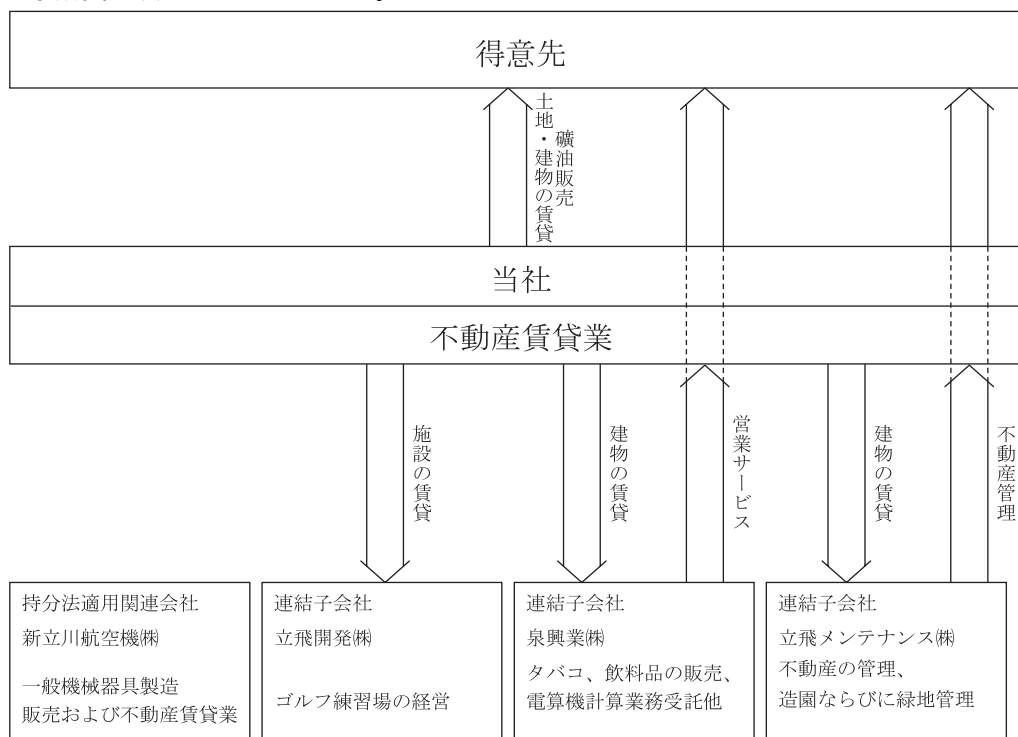 得意先
土地・建物の賃貸
礦油販売
当社
不動産賃貸業
施設の賃貸
建物の賃貸
営業サービス
建物の賃貸
不動産管理
持分法適用関連会社
新立川航空機㈱
一般機械器具製造
販売および不動産賃貸業
連結子会社
立飛開発㈱
ゴルフ練習場の経営
連結子会社
泉興業㈱
タバコ、飲料品の販売、
電算機計算業務受託他
連結子会社
立飛メンテナンス㈱
不動産の管理、
造園ならびに緑地管理